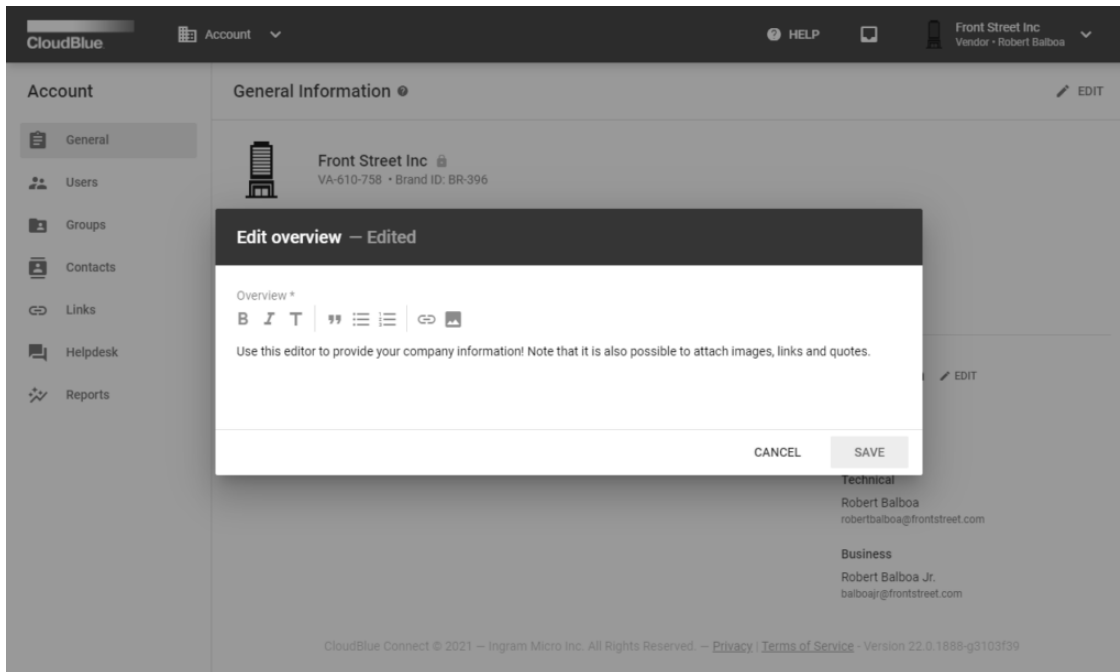 CloudBlue
Account
HELP
Front Street Inc
Vendor • Robert Balboa
Account
General Information
EDIT
General
Users
Groups
Contacts
Links
Helpdesk
Reports
Front Street Inc
VA-610-758 • Brand ID: BR-396
Edit overview — Edited
Overview *
B I T
Use this editor to provide your company information! Note that it is also possible to attach images, links and quotes.
EDIT
CANCEL SAVE
Technical
Robert Balboa
robertbalboa@frontstreet.com
Business
Robert Balboa Jr.
balboajr@frontstreet.com
CloudBlue Connect © 2021 — Ingram Micro Inc. All Rights Reserved. — Privacy | Terms of Service - Version 22.0.1888-g3103f39